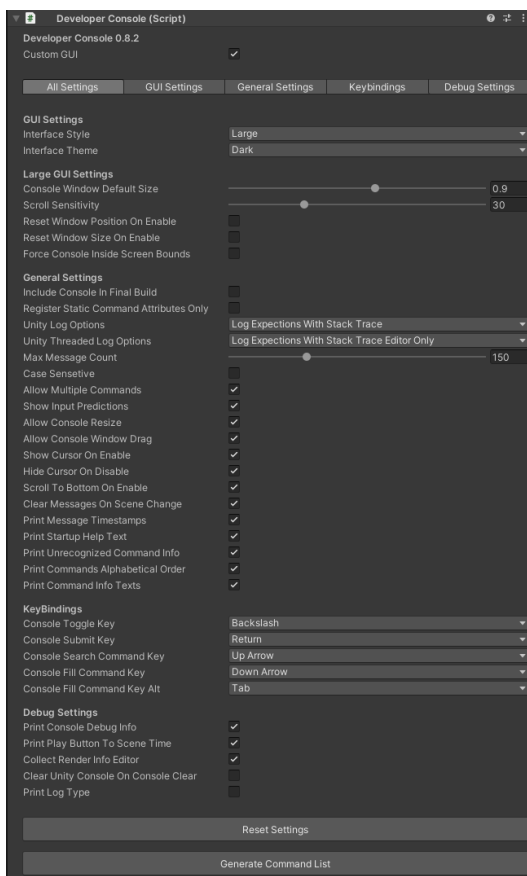 Developer Console (Script)
Developer Console 0.8.2
Custom GUI
All Settings GUI Settings General Settings Keybindings Debug Settings
GUI Settings
Interface Style Large
Interface Theme Dark
Large GUI Settings
Console Window Default Size 0.9
Scroll Sensitivity 30
Reset Window Position On Enable
Reset Window Size On Enable
Force Console Inside Screen Bounds
General Settings
Include Console In Final Build
Register Static Command Attributes Only
Unity Log Options Log Expections With Stack Trace
Unity Threaded Log Options Log Expections With Stack Trace Editor Only
Max Message Count 150
Case Sensetive
Allow Multiple Commands
Show Input Predictions
Allow Console Resize
Allow Console Window Drag
Show Cursor On Enable
Hide Cursor On Disable
Scroll To Bottom On Enable
Clear Messages On Scene Change
Print Message Timestamps
Print Startup Help Text
Print Unrecognized Command Info
Print Commands Alphabetical Order
Print Command Info Texts
KeyBindings
Console Toggle Key Backslash
Console Submit Key Return
Console Search Command Key Up Arrow
Console Fill Command Key Down Arrow
Console Fill Command Key Alt Tab
Debug Settings
Print Console Debug Info
Print Play Button To Scene Time
Collect Render Info Editor
Clear Unity Console On Console Clear
Print Log Type
Reset Settings
Generate Command List